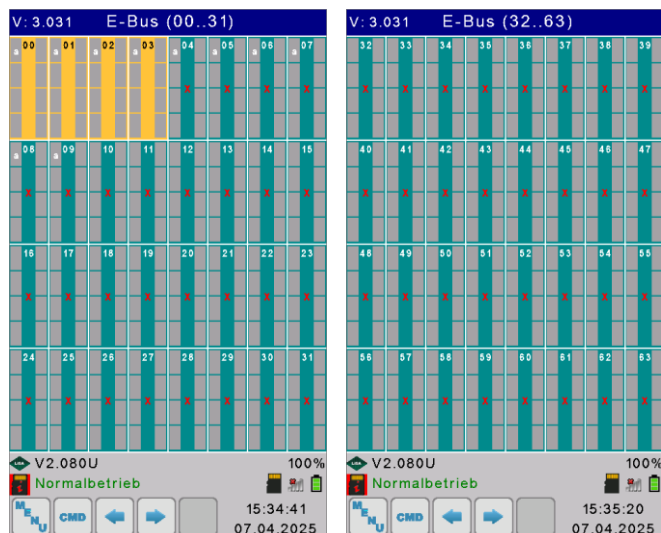 V: 3.031 E-Bus (00..31)
a 00 a 01 a 02 a 03 a 04 a 05 a 06 a 07
X X X X
a 08 a 09 10 11 12 13 14 15
X X X X X X X X
16 17 18 19 20 21 22 23
X X X X X X X X
24 25 26 27 28 29 30 31
X X X X X X X X
V2.080U 100%
Normalbetrieb
MENU CMD 15:34:41
07.04.2025
V: 3.031 E-Bus (32..63)
32 33 34 35 36 37 38 39
X X X X X X X X
40 41 42 43 44 45 46 47
X X X X X X X X
48 49 50 51 52 53 54 55
X X X X X X X X
56 57 58 59 60 61 62 63
X X X X X X X X
V2.080U 100%
Normalbetrieb
MENU CMD 15:35:20
07.04.2025